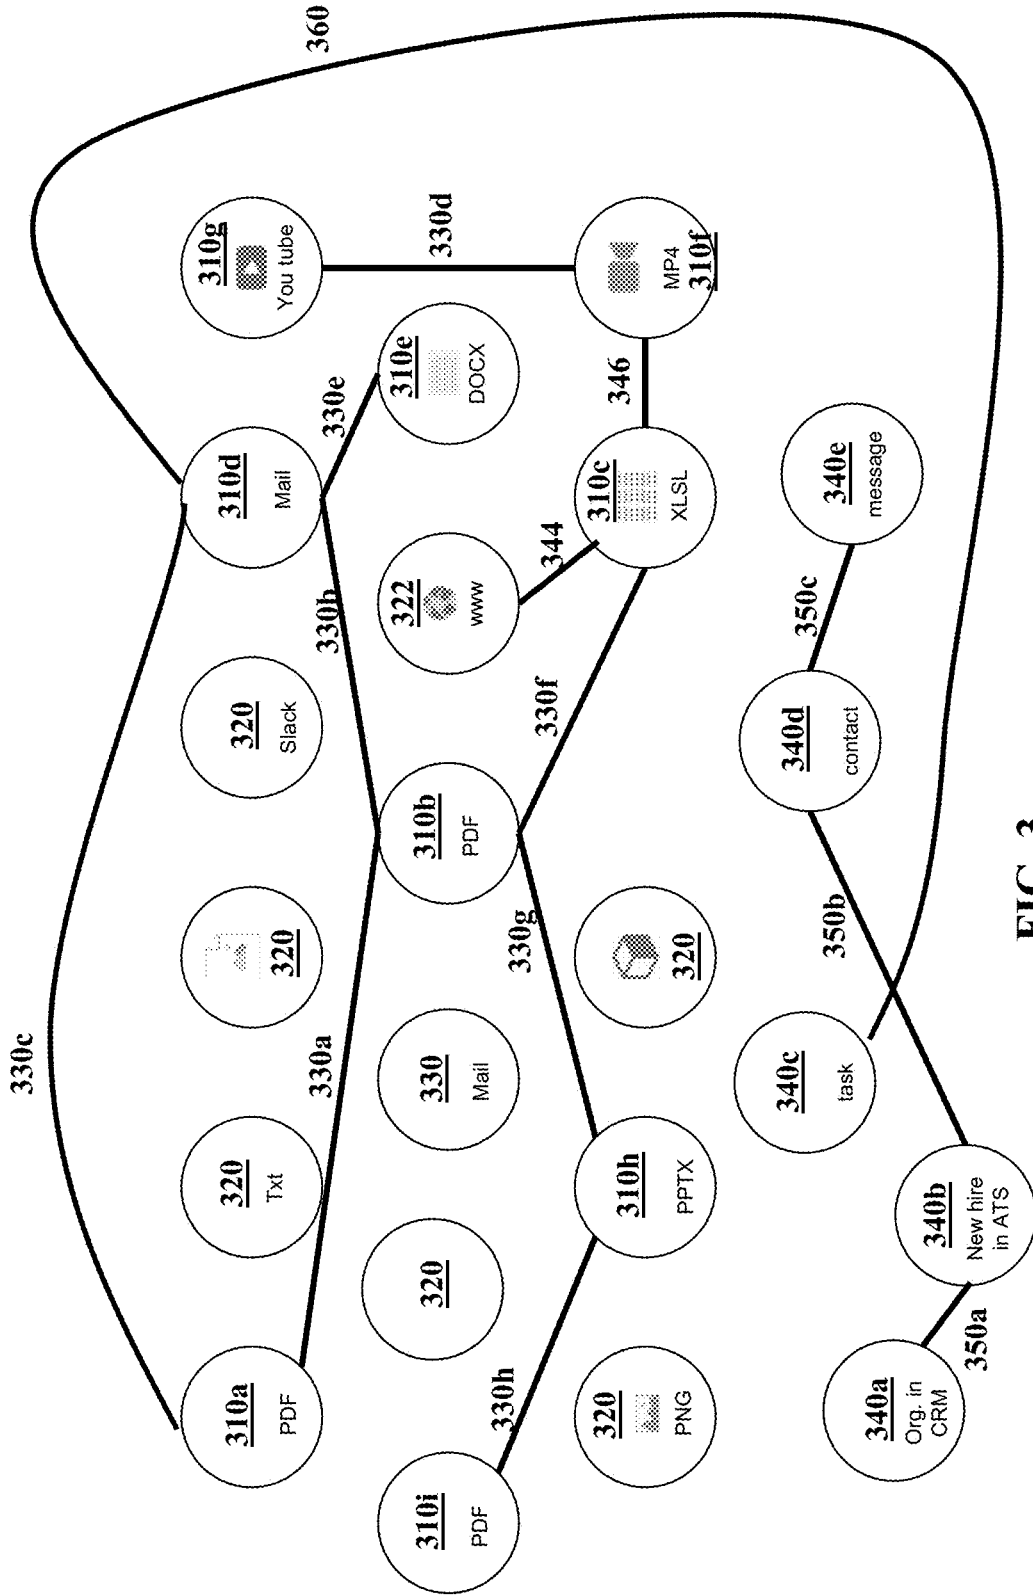 330c
310a
PDF
320
Txt
320
320
Slack
310d
Mail
310g
You tube
360
330a
330b
330e
330d
310i
PDF
320
330
Mail
310b
PDF
322
www
310e
DOCX
330h
330g
330f
344
346
320
PNG
310h
PPTX
320
310c
XLSL
MP4
310f
340c
task
340d
contact
350c
340e
message
350b
340a
Org. in
CRM
340b
New hire
in ATS
350a
FIG. 3